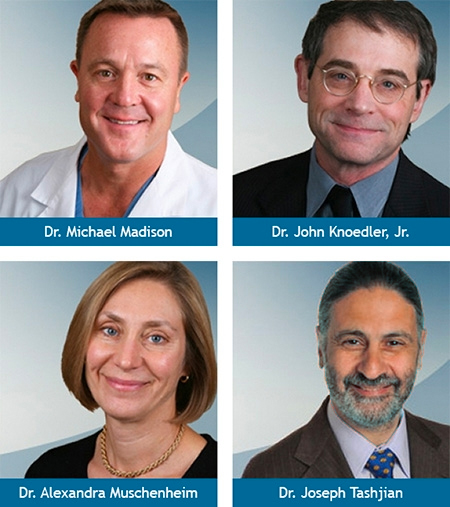 Dr. Michael Madison
Dr. John Knoedler, Jr.
Dr. Alexandra Muschenheim
Dr. Joseph Tashjian